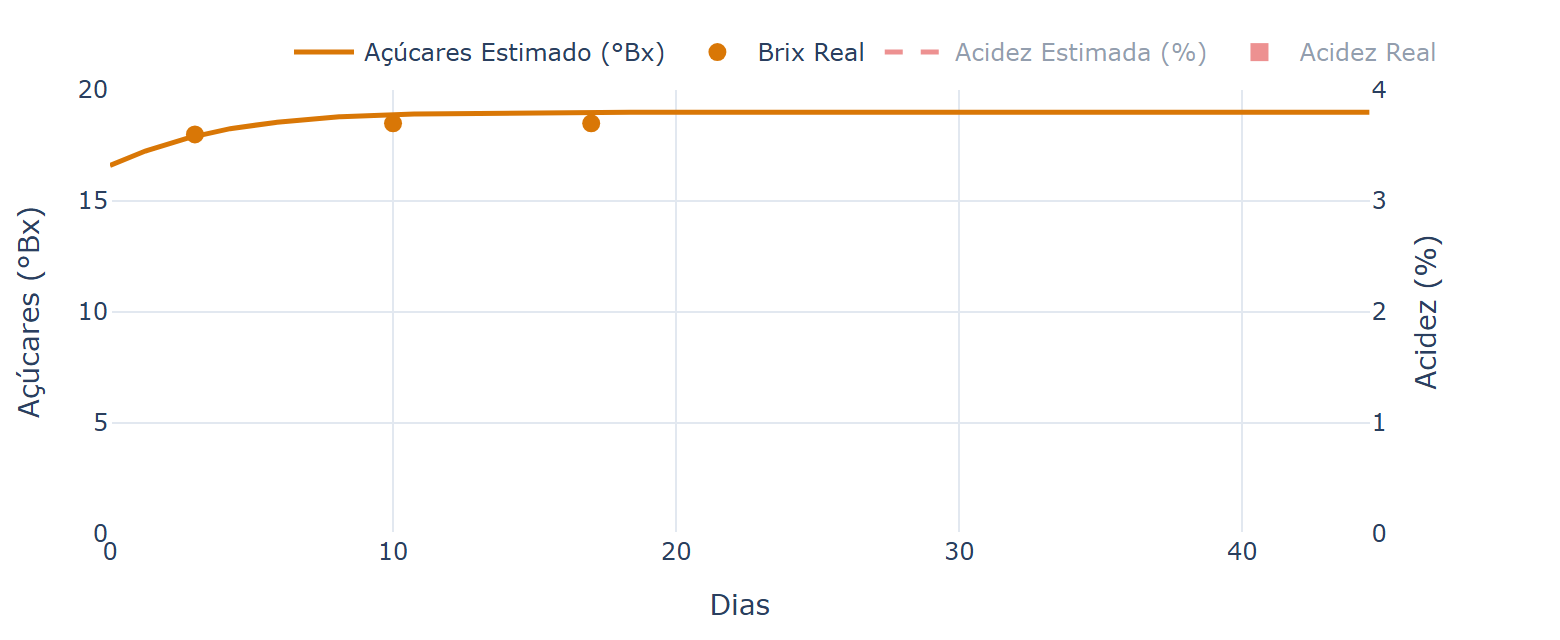 Açúcares Estimado (°Bx) Brix Real Acidez Estimada (%) Acidez Real
20 4
15 3
10 2
5 1
0 0
0 10 20 30 40
Açúcares (°Bx)
Acidez (%)
Dias